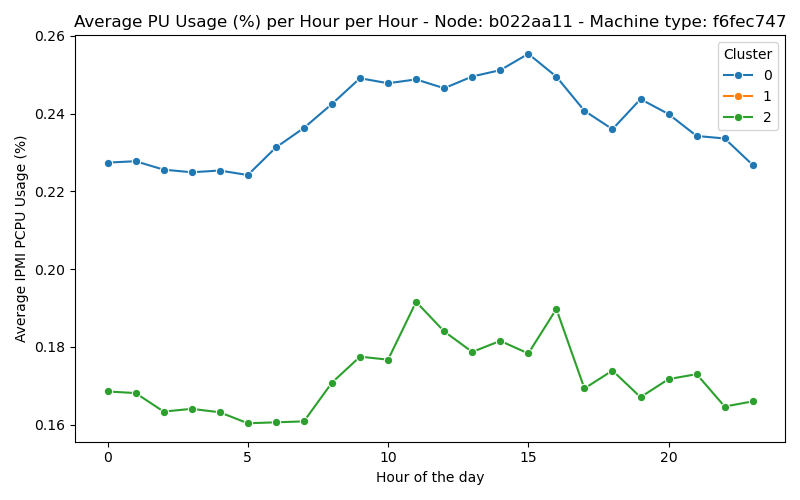 Average PU Usage (%) per Hour per Hour - Node: b022aa11 - Machine type: f6fec747
Cluster
0
1
2
Average IPMI PCPU Usage (%)
0.26
0.24
0.22
0.20
0.18
0.16
0 5 10 15 20
Hour of the day